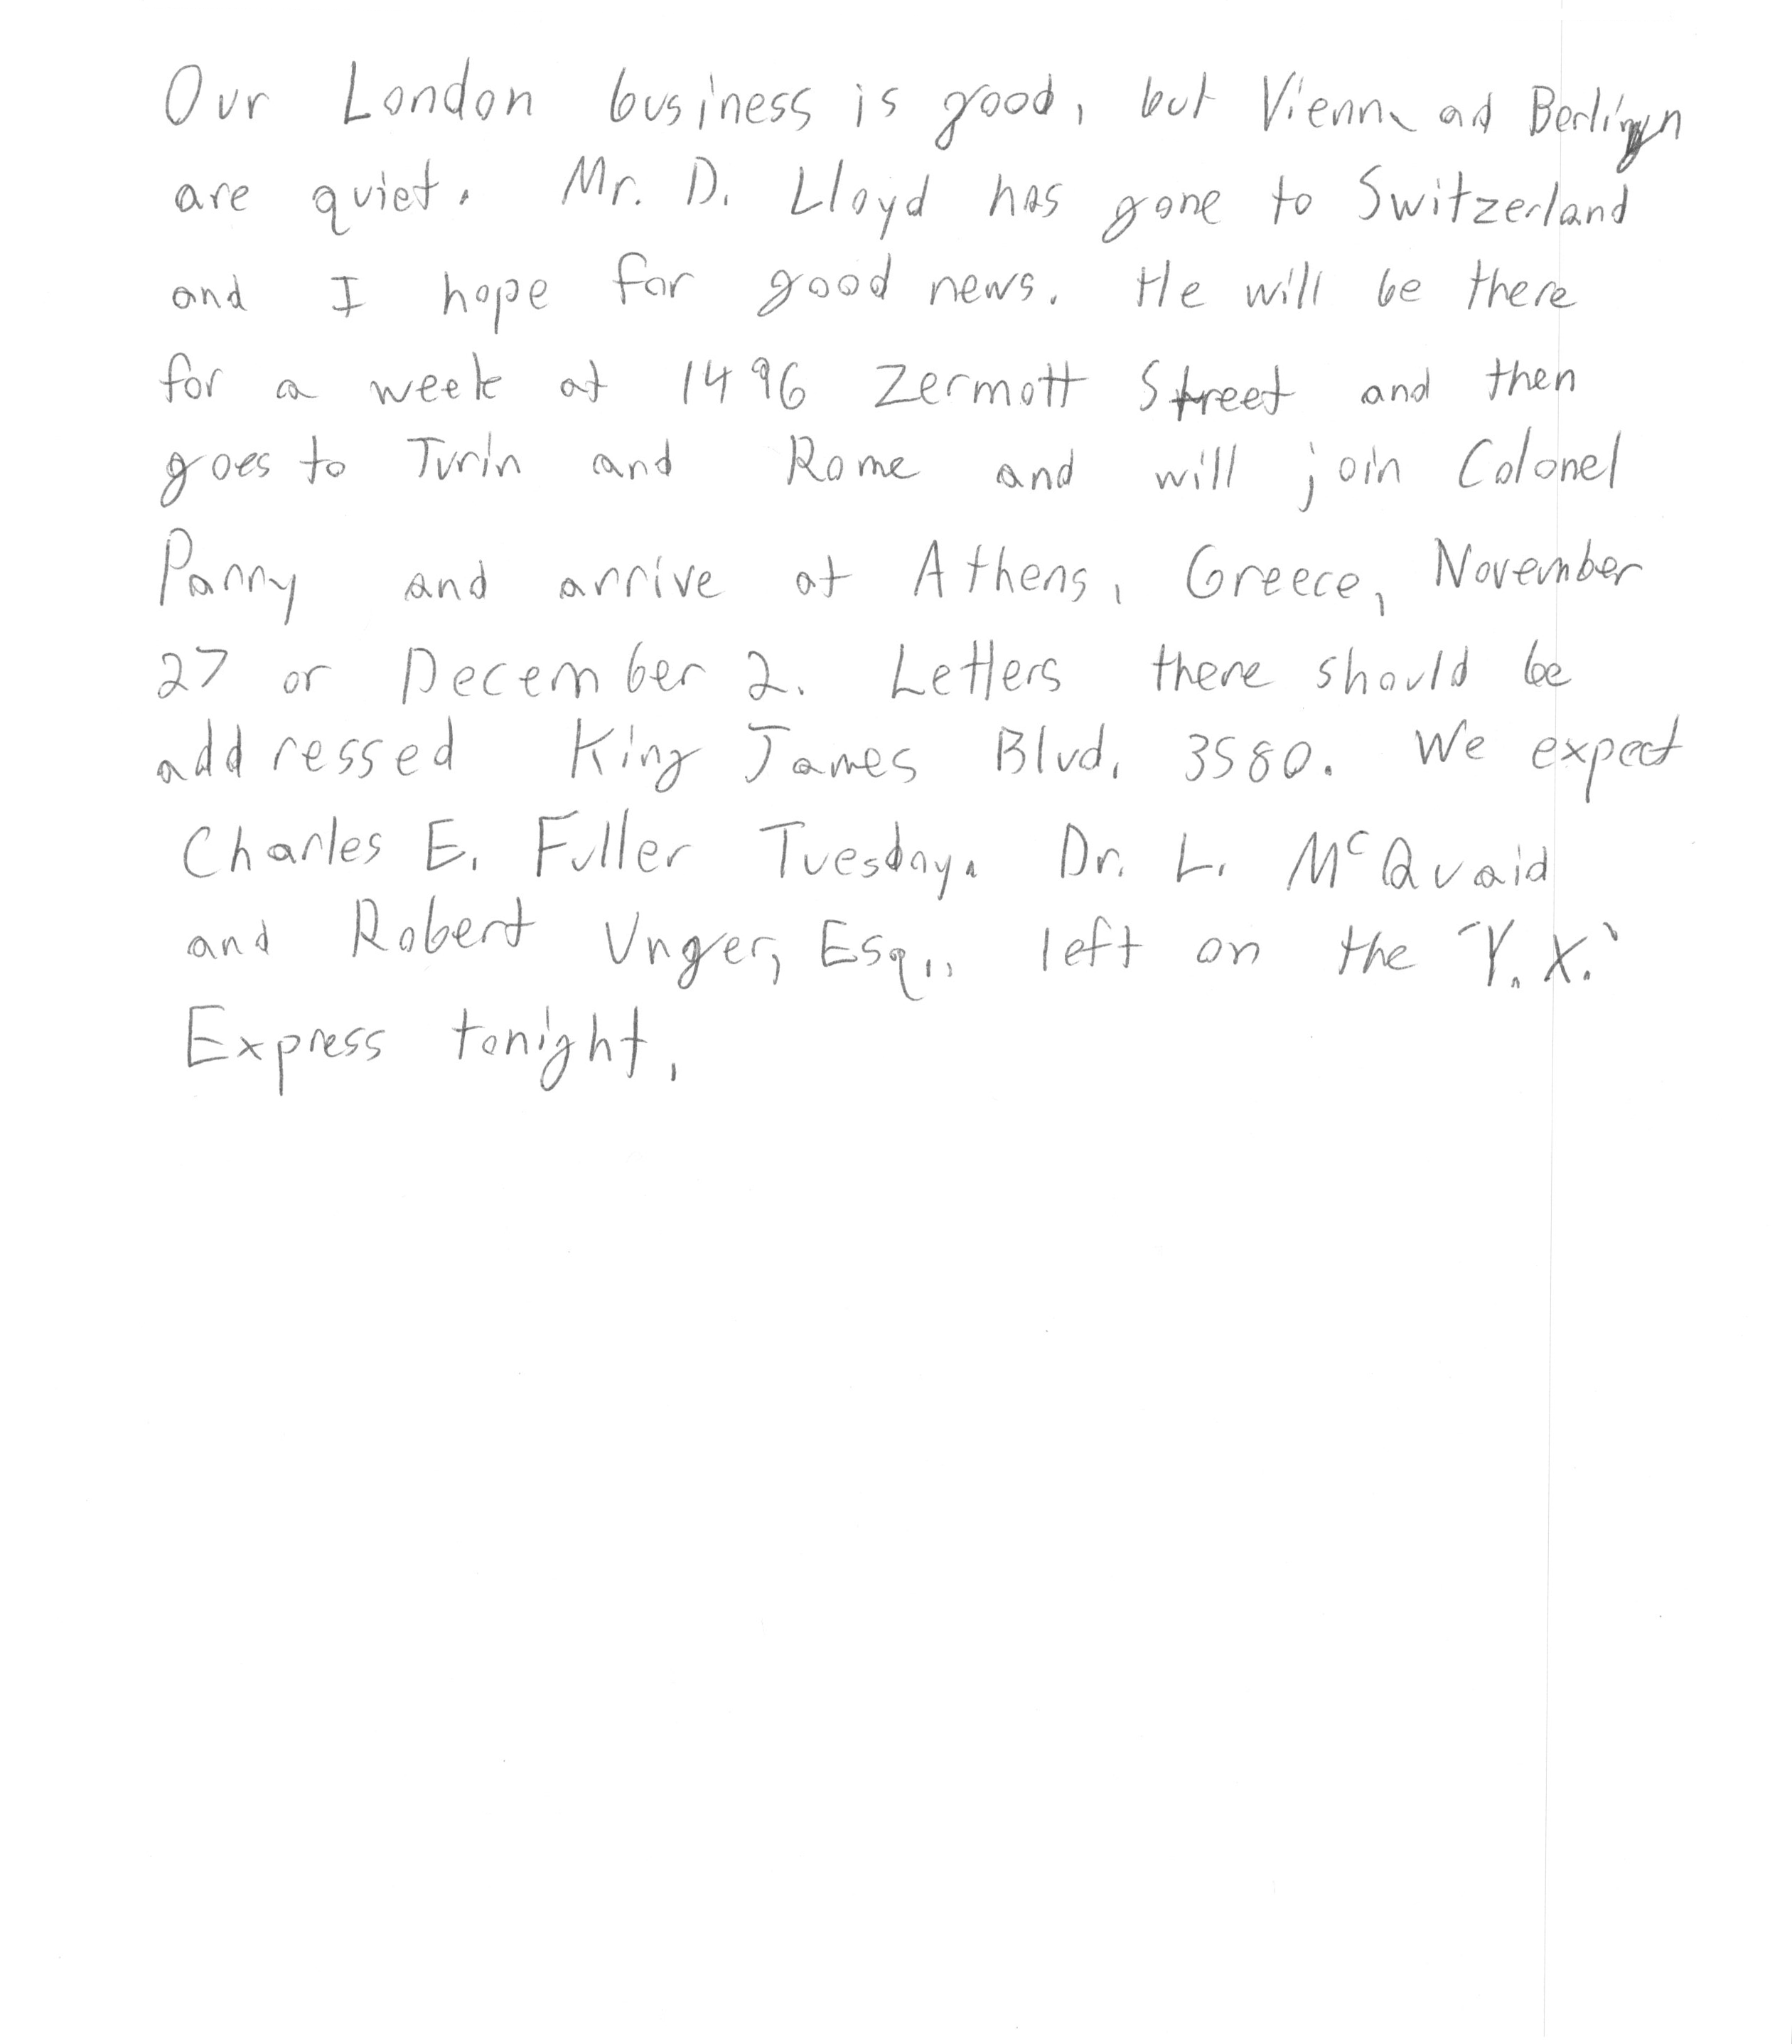 Our London business is good, but Vienna and Berlin
are quiet. Mr. D. Lloyd has gone to Switzerland
and I hope for good news. He will be there
for a week at 1496 Zermott Street and then
goes to Turin and Rome and will join Colonel
Parry and arrive at Athens, Greece, November
27 or December 2. Letters there should be
addressed King James Blvd. 3580. We expect
Charles E. Fuller Tuesday. Dr. L. McQuaid
and Robert Unger, Esq., left on the "Y.X."
Express tonight.